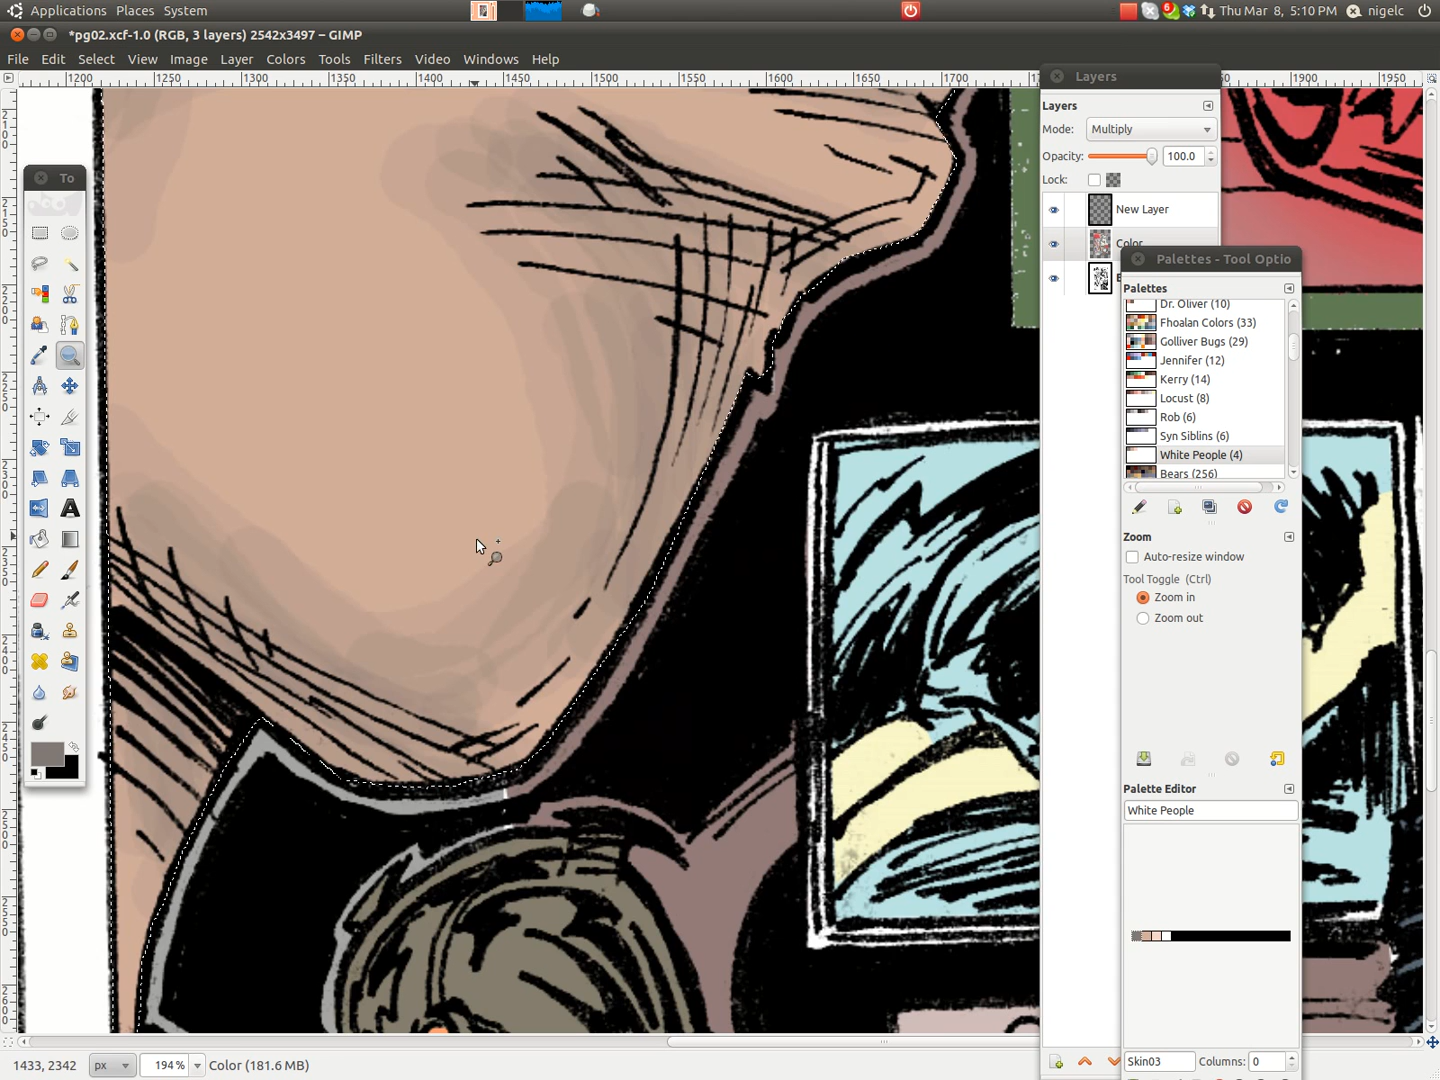 Applications Places System
6
Thu Mar 8, 5:10 PM nigelc
*pg02.xcf-1.0 (RGB, 3 layers) 2542x3497 – GIMP
File Edit Select View Image Layer Colors Tools Filters Video Windows Help
1200 1250 1300 1350 1400 1450 1500 1550 1600 1650 1700 1900 1950
To
Layers
Layers
Mode: Multiply
Opacity: 100.0
Lock:
New Layer
Color
Palettes - Tool Optio
Palettes
Dr. Oliver (10)
Fhoalan Colors (33)
Golliver Bugs (29)
Jennifer (12)
Kerry (14)
Locust (8)
Rob (6)
Syn Siblins (6)
White People (4)
Bears (256)
Zoom
Auto-resize window
Tool Toggle (Ctrl)
Zoom in
Zoom out
Palette Editor
White People
Skin03 Columns: 0
1433, 2342 px 194% Color (181.6 MB)